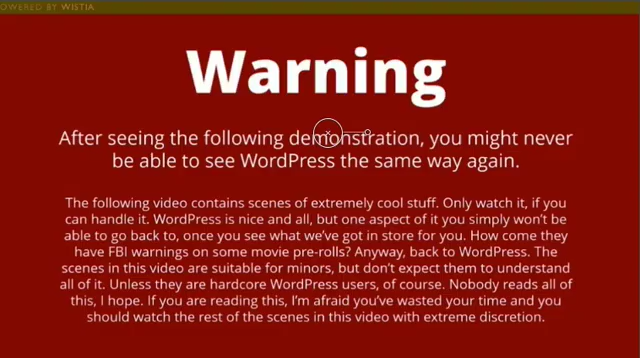 OWERED BY WISTIA
Warning
After seeing the following demonstration, you might never
be able to see WordPress the same way again.
The following video contains scenes of extremely cool stuff. Only watch it, if you
can handle it. WordPress is nice and all, but one aspect of it you simply won't be
able to go back to, once you see what we've got in store for you. How come they
have FBI warnings on some movie pre-rolls? Anyway, back to WordPress. The
scenes in this video are suitable for minors, but don't expect them to understand
all of it. Unless they are hardcore WordPress users, of course. Nobody reads all of
this, I hope. If you are reading this, I'm afraid you've wasted your time and you
should watch the rest of the scenes in this video with extreme discretion.